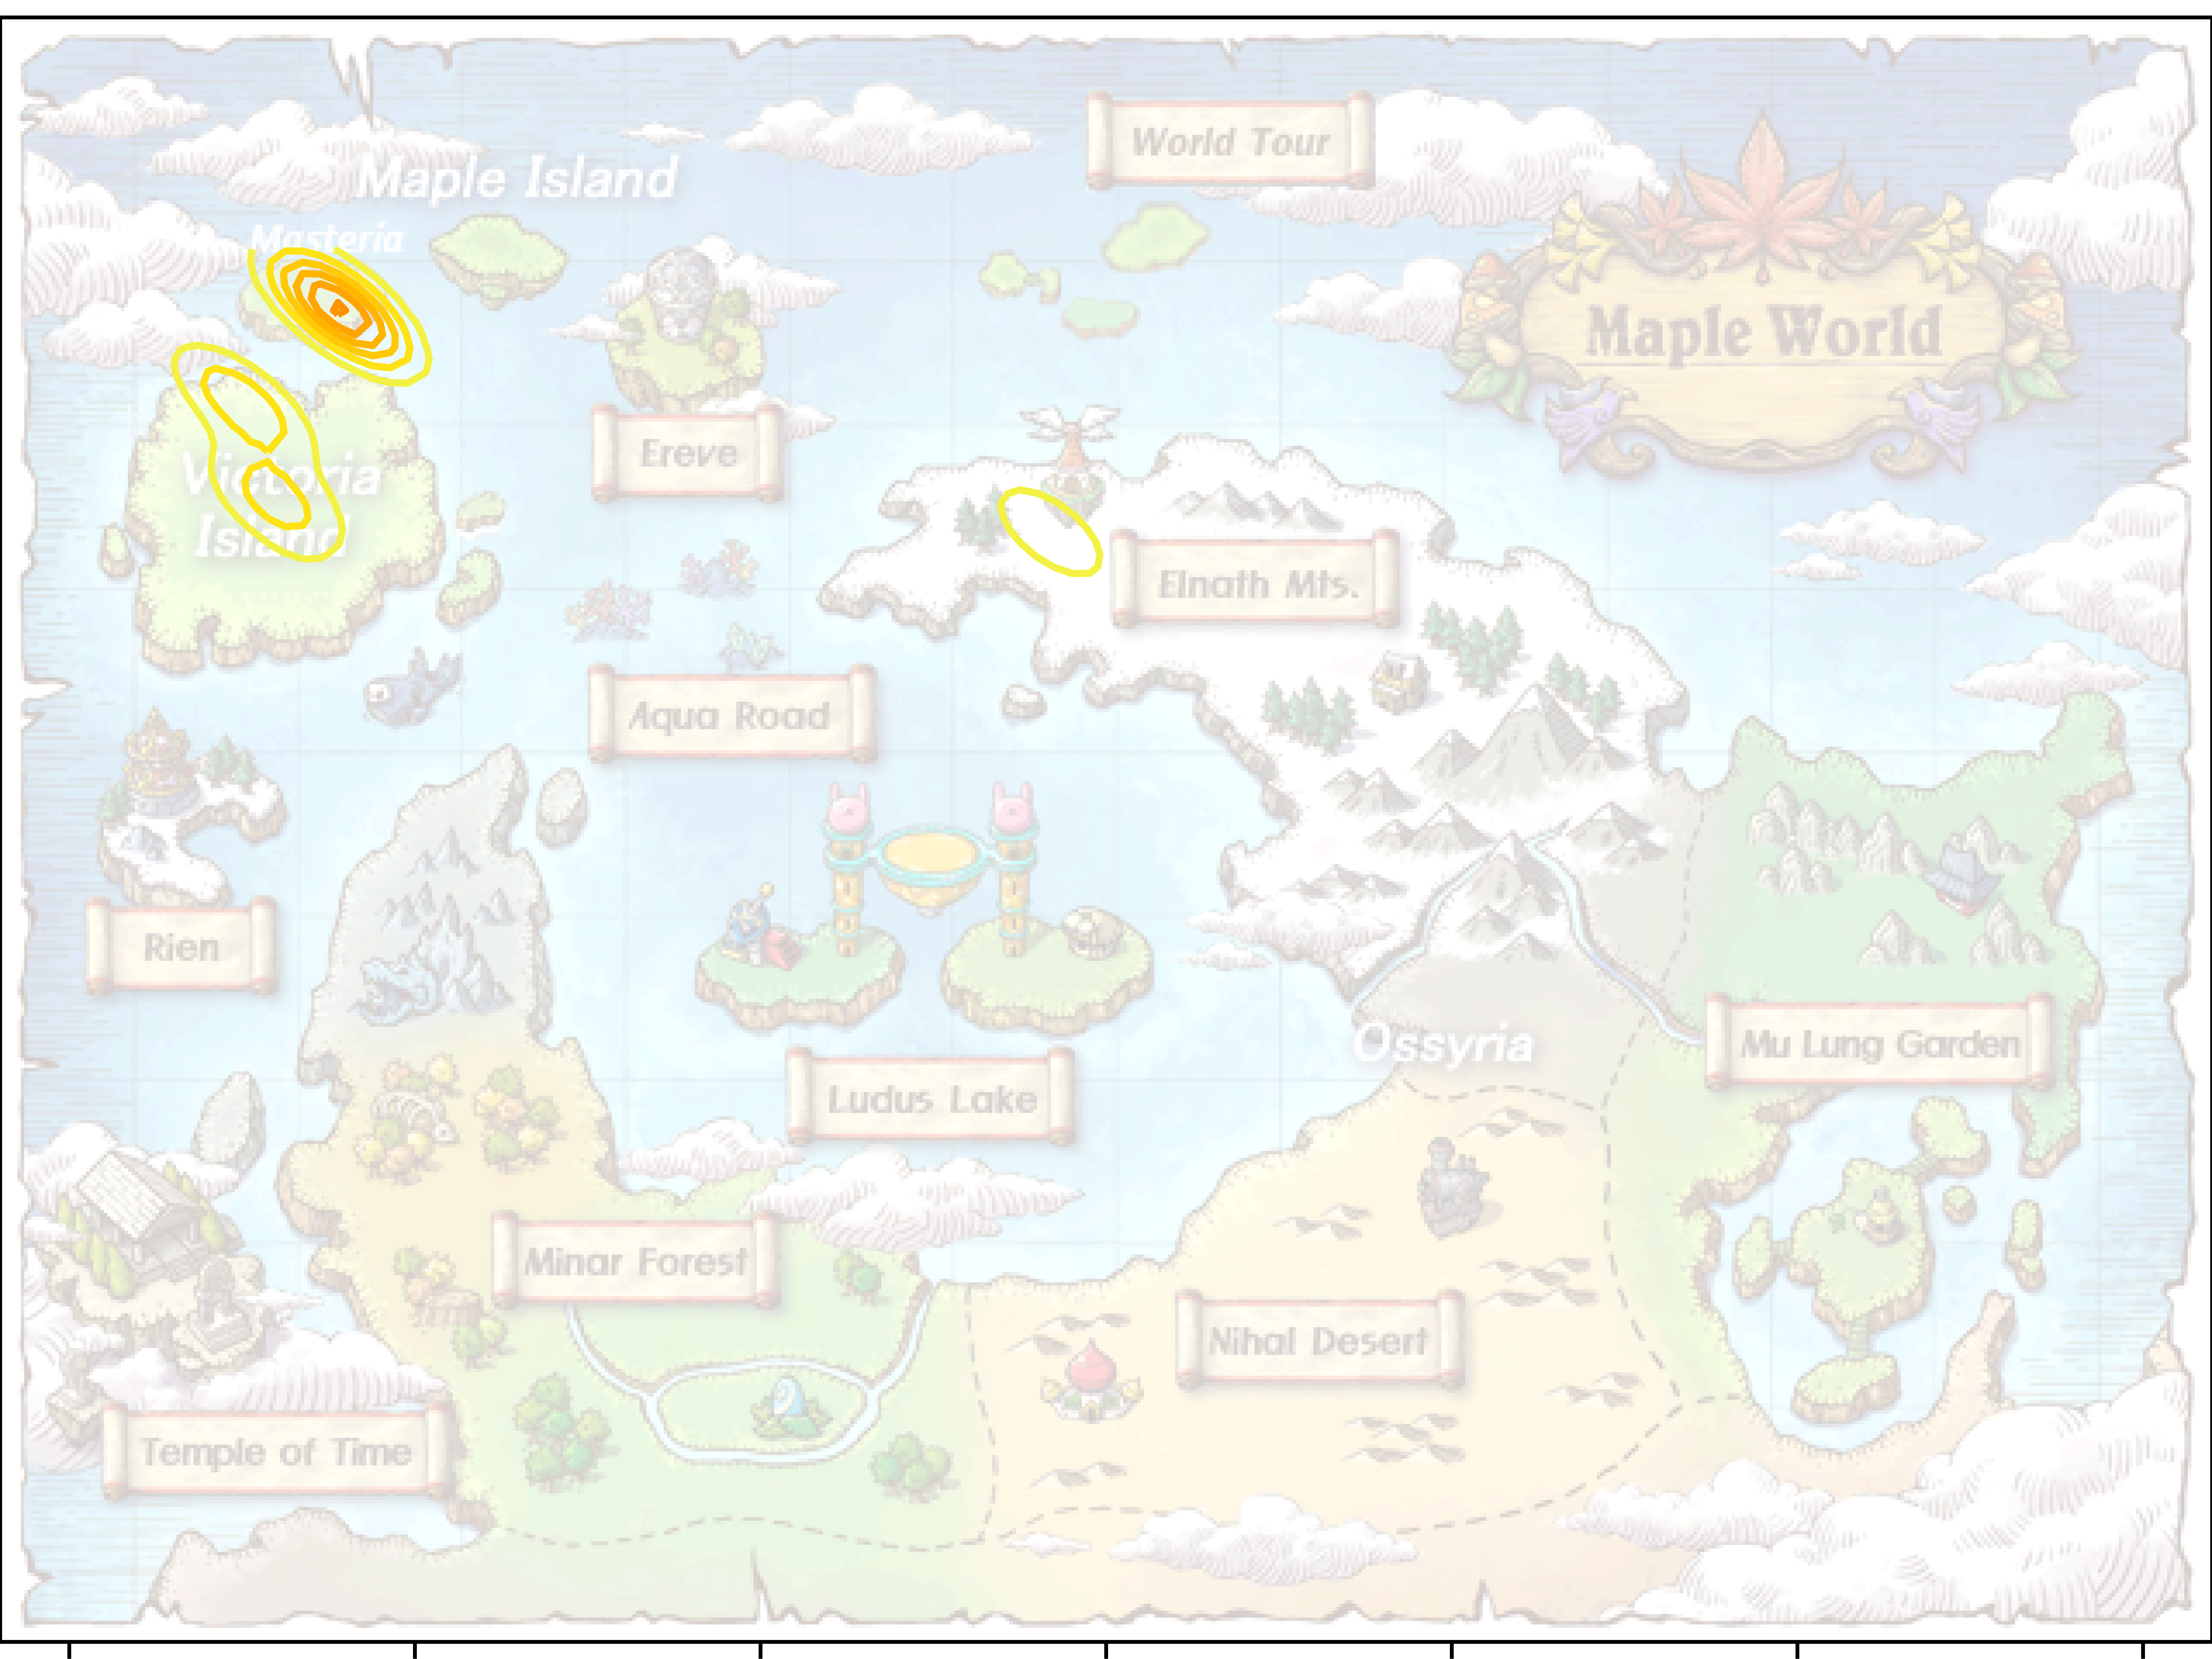 World Tour
Maple Island
Masteria
Maple World
Ereve
Victoria
Island
Elnath Mts.
Aqua Road
Rien
Ossyria
Mu Lung Garden
Ludus Lake
Minar Forest
Nihal Desert
Temple of Time